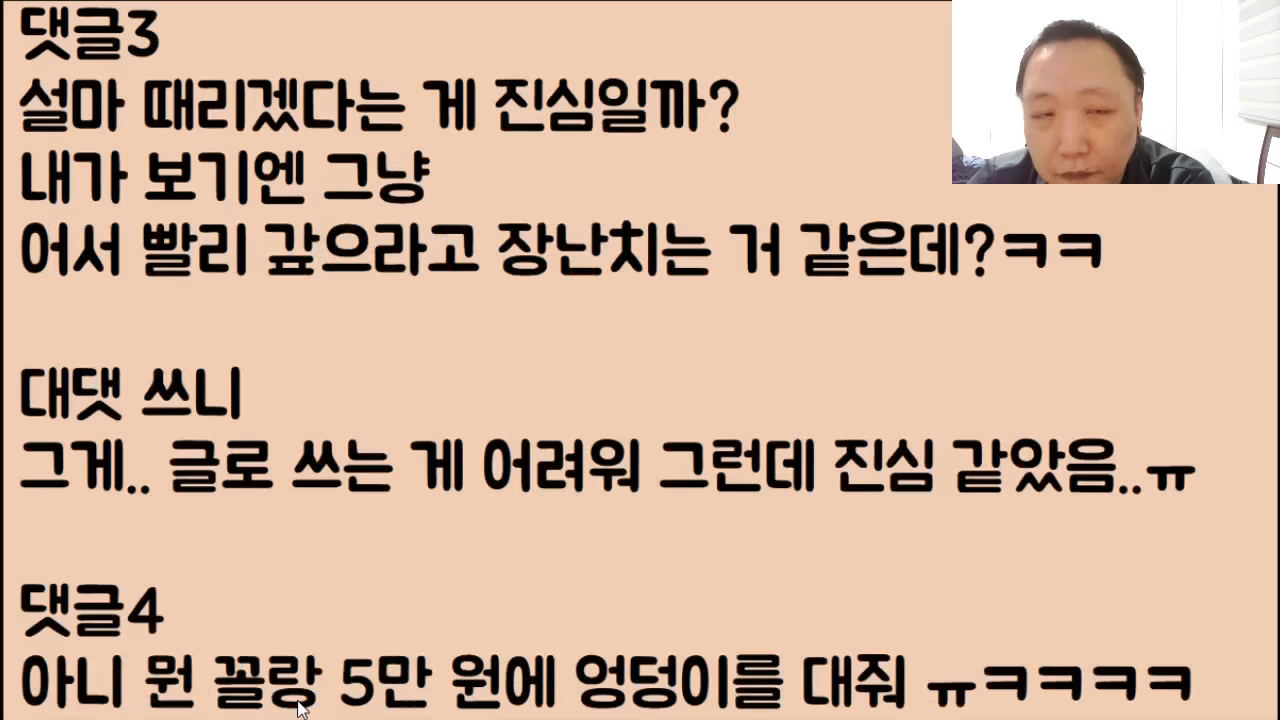 댓글3
설마 때리겠다는 게 진심일까?
내가 보기엔 그냥
어서 빨리 갚으라고 장난치는 거 같은데?ㅋㅋ
대댓 쓰니
그게.. 글로 쓰는 게 어려워 그런데 진심 같았음..ㅠ
댓글4
아니 뭔 꼴랑 5만 원에 엉덩이를 대줘 ㅠㅋㅋㅋㅋ